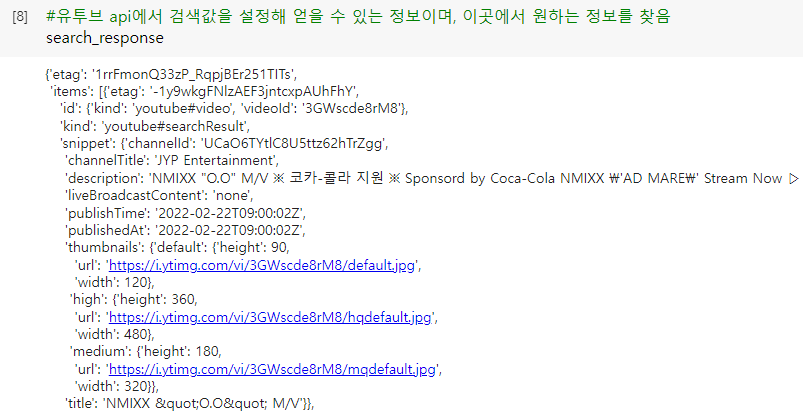 [8] #유튜브 api에서 검색값을 설정해 얻을 수 있는 정보이며, 이곳에서 원하는 정보를 찾음
search_response
{'etag': '1rrFmonQ33zP_RqpjBEr251TITs',
'items': [{'etag': '-1y9wkgFNlzAEF3jntcxpAUhFhY',
'id': {'kind': 'youtube#video', 'videoId': '3GWscde8rM8'},
'kind': 'youtube#searchResult',
'snippet': {'channelId': 'UCaO6TYtlC8U5ttz62hTrZgg',
'channelTitle': 'JYP Entertainment',
'description': 'NMIXX "O.O" M/V ※ 코카-콜라 지원 ※ Sponsord by Coca-Cola NMIXX ₩'AD MARE₩' Stream Now ▷
'liveBroadcastContent': 'none',
'publishTime': '2022-02-22T09:00:02Z',
'publishedAt': '2022-02-22T09:00:02Z',
'thumbnails': {'default': {'height': 90,
'url': 'https://i.ytimg.com/vi/3GWscde8rM8/default.jpg',
'width': 120},
'high': {'height': 360,
'url': 'https://i.ytimg.com/vi/3GWscde8rM8/hqdefault.jpg',
'width': 480},
'medium': {'height': 180,
'url': 'https://i.ytimg.com/vi/3GWscde8rM8/mqdefault.jpg',
'width': 320}},
'title': 'NMIXX &quot;O.O&quot; M/V'}},